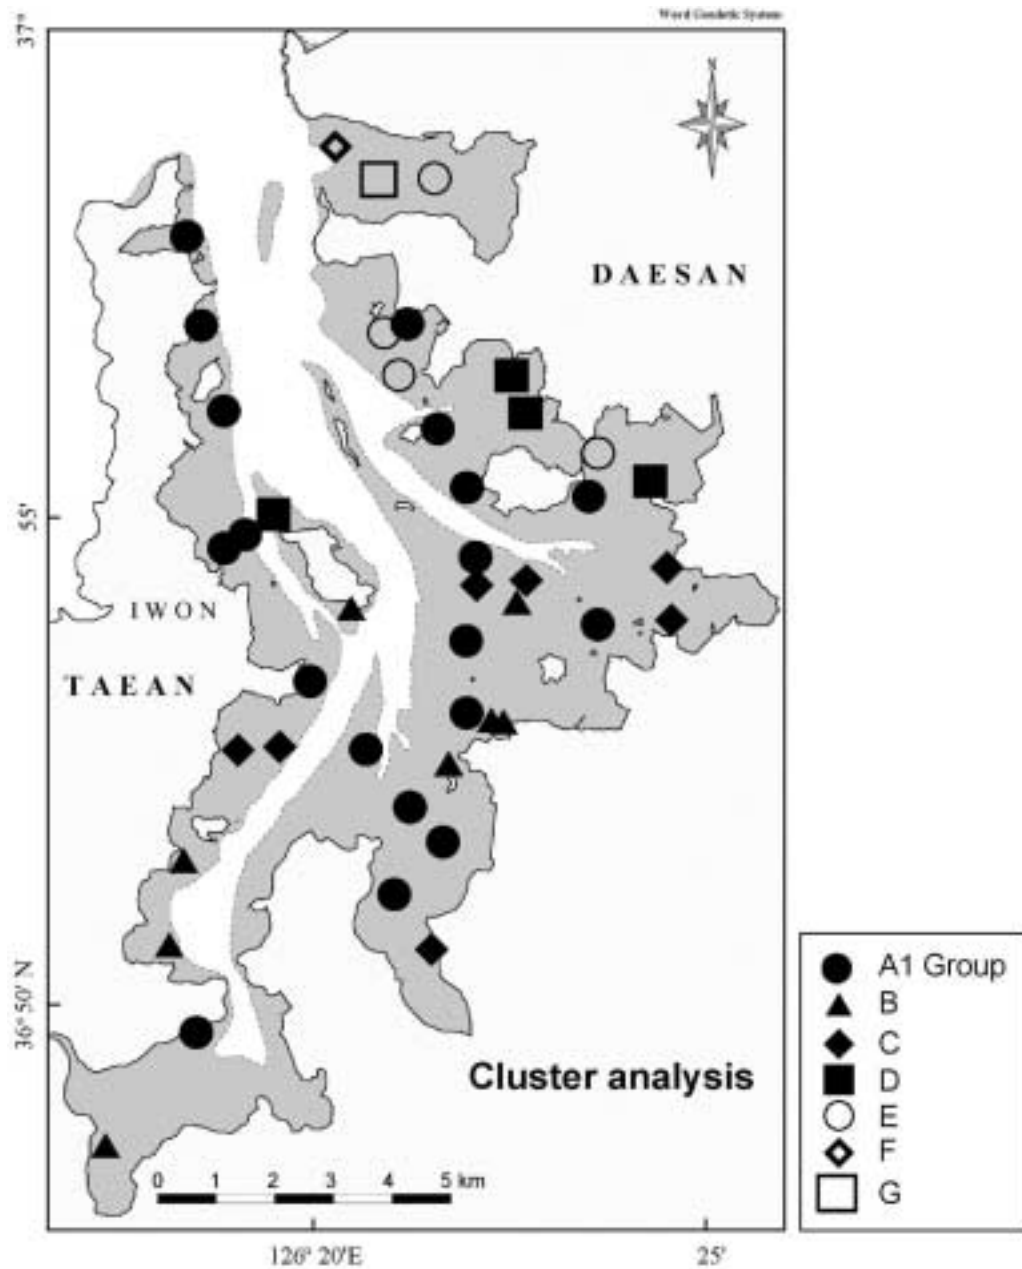 Word Geodetic System
37°
N
DAESAN
55'
IWON
TAEAN
36° 50' N
Cluster analysis
0 1 2 3 4 5 km
126° 20'E 25'
A1 Group
B
C
D
E
F
G